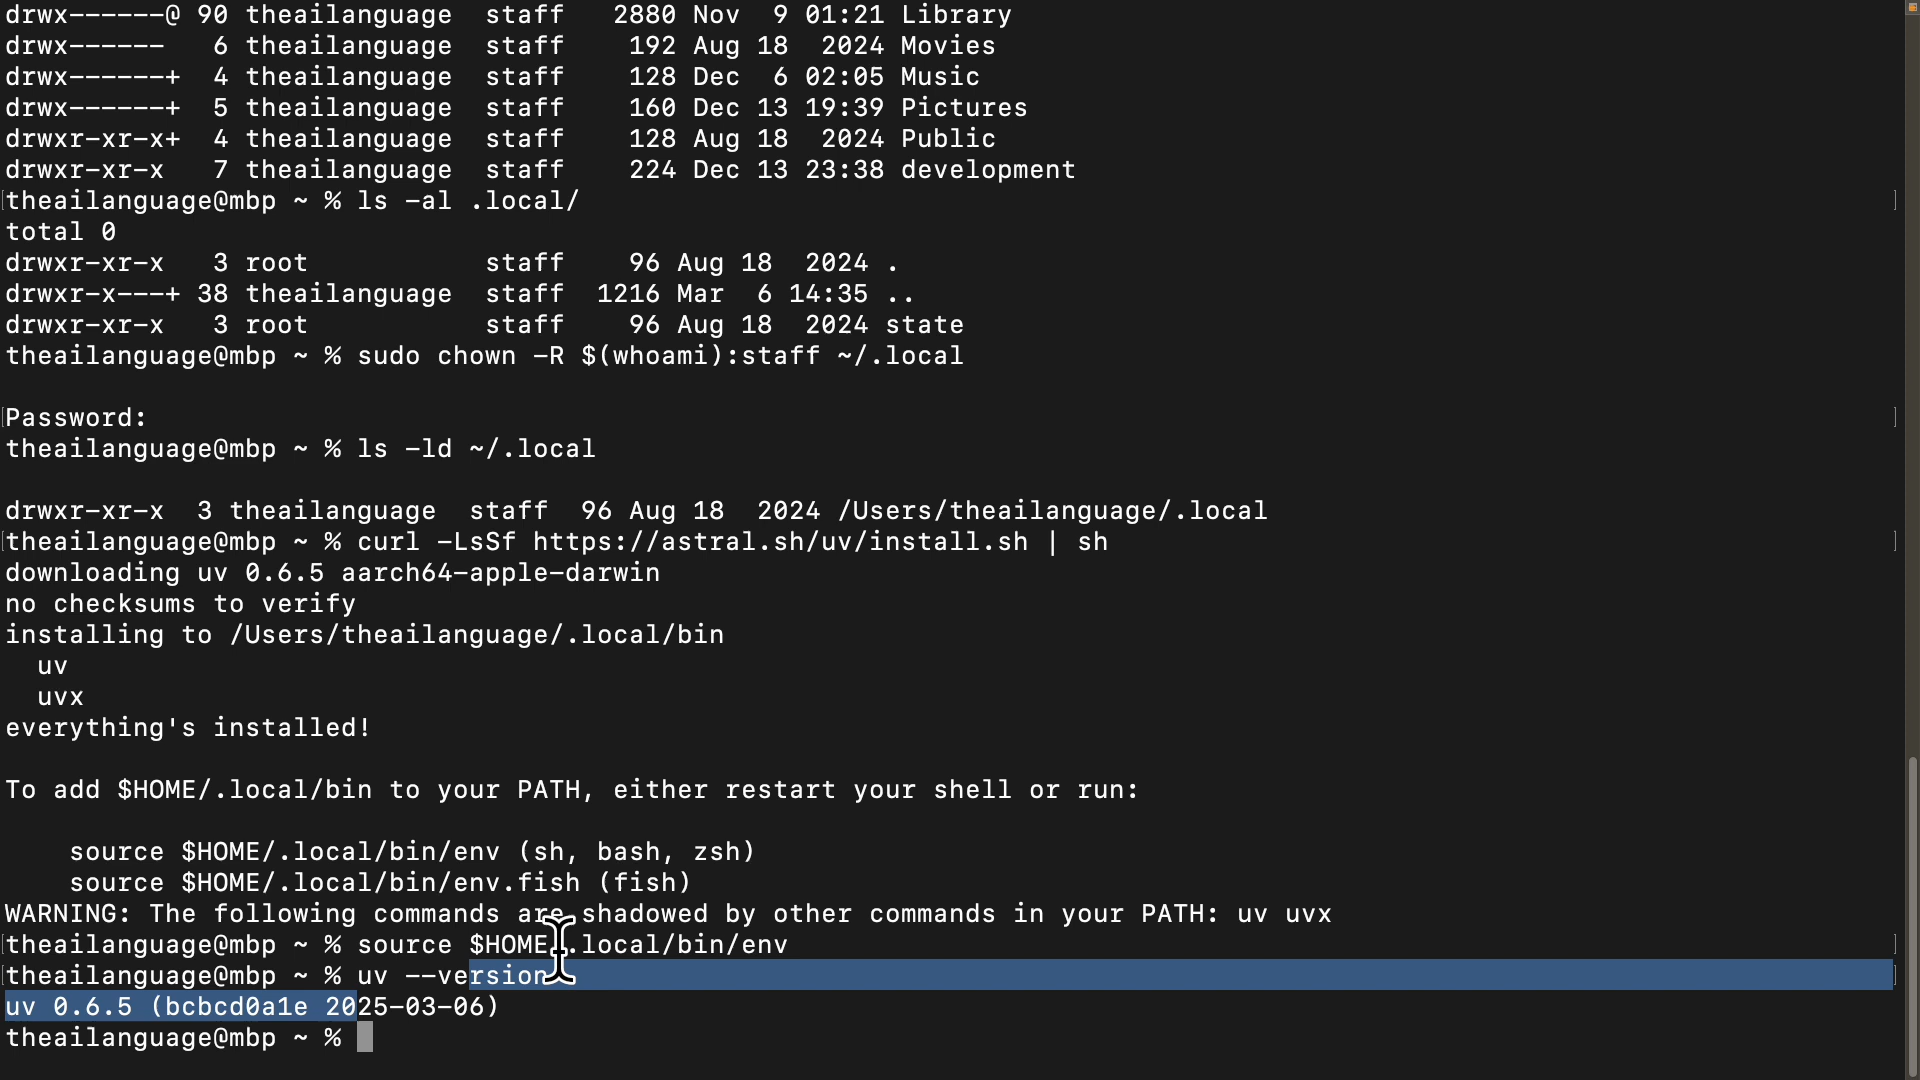 drwx------@ 90 theailanguage  staff   2880 Nov  9 01:21 Library
drwx------   6 theailanguage  staff    192 Aug 18  2024 Movies
drwx------+  4 theailanguage  staff    128 Dec  6 02:05 Music
drwx------+  5 theailanguage  staff    160 Dec 13 19:39 Pictures
drwxr-xr-x+  4 theailanguage  staff    128 Aug 18  2024 Public
drwxr-xr-x   7 theailanguage  staff    224 Dec 13 23:38 development
[theailanguage@mbp ~ % ls -al .local/ ]
total 0
drwxr-xr-x   3 root           staff    96 Aug 18  2024 .
drwxr-x---+ 38 theailanguage  staff  1216 Mar  6 14:35 ..
drwxr-xr-x   3 root           staff    96 Aug 18  2024 state
theailanguage@mbp ~ % sudo chown -R $(whoami):staff ~/.local
[Password: ]
theailanguage@mbp ~ % ls -ld ~/.local
drwxr-xr-x  3 theailanguage  staff  96 Aug 18  2024 /Users/theailanguage/.local
[theailanguage@mbp ~ % curl -LsSf https://astral.sh/uv/install.sh | sh ]
downloading uv 0.6.5 aarch64-apple-darwin
no checksums to verify
installing to /Users/theailanguage/.local/bin
  uv
  uvx
everything's installed!
To add $HOME/.local/bin to your PATH, either restart your shell or run:
    source $HOME/.local/bin/env (sh, bash, zsh)
    source $HOME/.local/bin/env.fish (fish)
WARNING: The following commands are shadowed by other commands in your PATH: uv uvx
[theailanguage@mbp ~ % source $HOME/.local/bin/env ]
[theailanguage@mbp ~ % uv --version ]
uv 0.6.5 (bcbcd0a1e 2025-03-06)
theailanguage@mbp ~ %